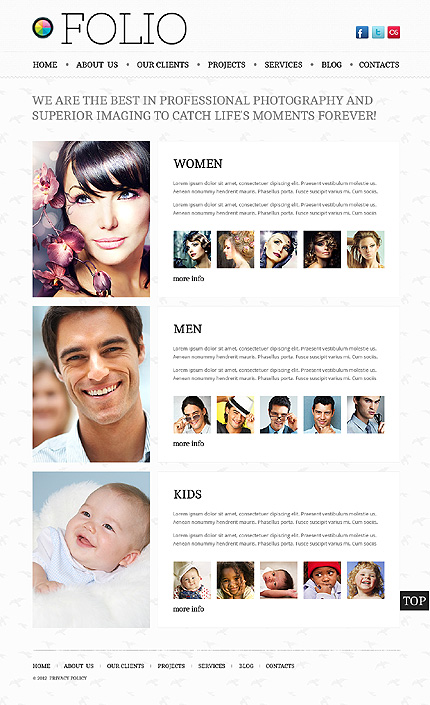 FOLIO
HOME • ABOUT US • OUR CLIENTS • PROJECTS • SERVICES • BLOG • CONTACTS
WE ARE THE BEST IN PROFESSIONAL PHOTOGRAPHY AND
SUPERIOR IMAGING TO CATCH LIFE'S MOMENTS FOREVER!
WOMEN
Lorem ipsum dolor sit amet, consectetuer dipiscing elit. Praesent vestibulum molestie us.
Aenean nonummy hendrerit mauris. Phasellus porta. Fusce suscipit varius mi. Cum sociis
Lorem ipsum dolor sit amet, consectetuer dipiscing elit. Praesent vestibulum molestie us.
Aenean nonummy hendrerit mauris. Phasellus porta. Fusce suscipit varius mi. Cum sociis
more info
MEN
Lorem ipsum dolor sit amet, consectetuer dipiscing elit. Praesent vestibulum molestie us.
Aenean nonummy hendrerit mauris. Phasellus porta. Fusce suscipit varius mi. Cum sociis
Lorem ipsum dolor sit amet, consectetuer dipiscing elit. Praesent vestibulum molestie us.
Aenean nonummy hendrerit mauris. Phasellus porta. Fusce suscipit varius mi. Cum sociis
more info
KIDS
Lorem ipsum dolor sit amet, consectetuer dipiscing elit. Praesent vestibulum molestie us.
Aenean nonummy hendrerit mauris. Phasellus porta. Fusce suscipit varius mi. Cum sociis
Lorem ipsum dolor sit amet, consectetuer dipiscing elit. Praesent vestibulum molestie us.
Aenean nonummy hendrerit mauris. Phasellus porta. Fusce suscipit varius mi. Cum sociis
more info
TOP
HOME ABOUT US OUR CLIENTS PROJECTS SERVICES BLOG CONTACTS
© 2012 PRIVACY POLICY